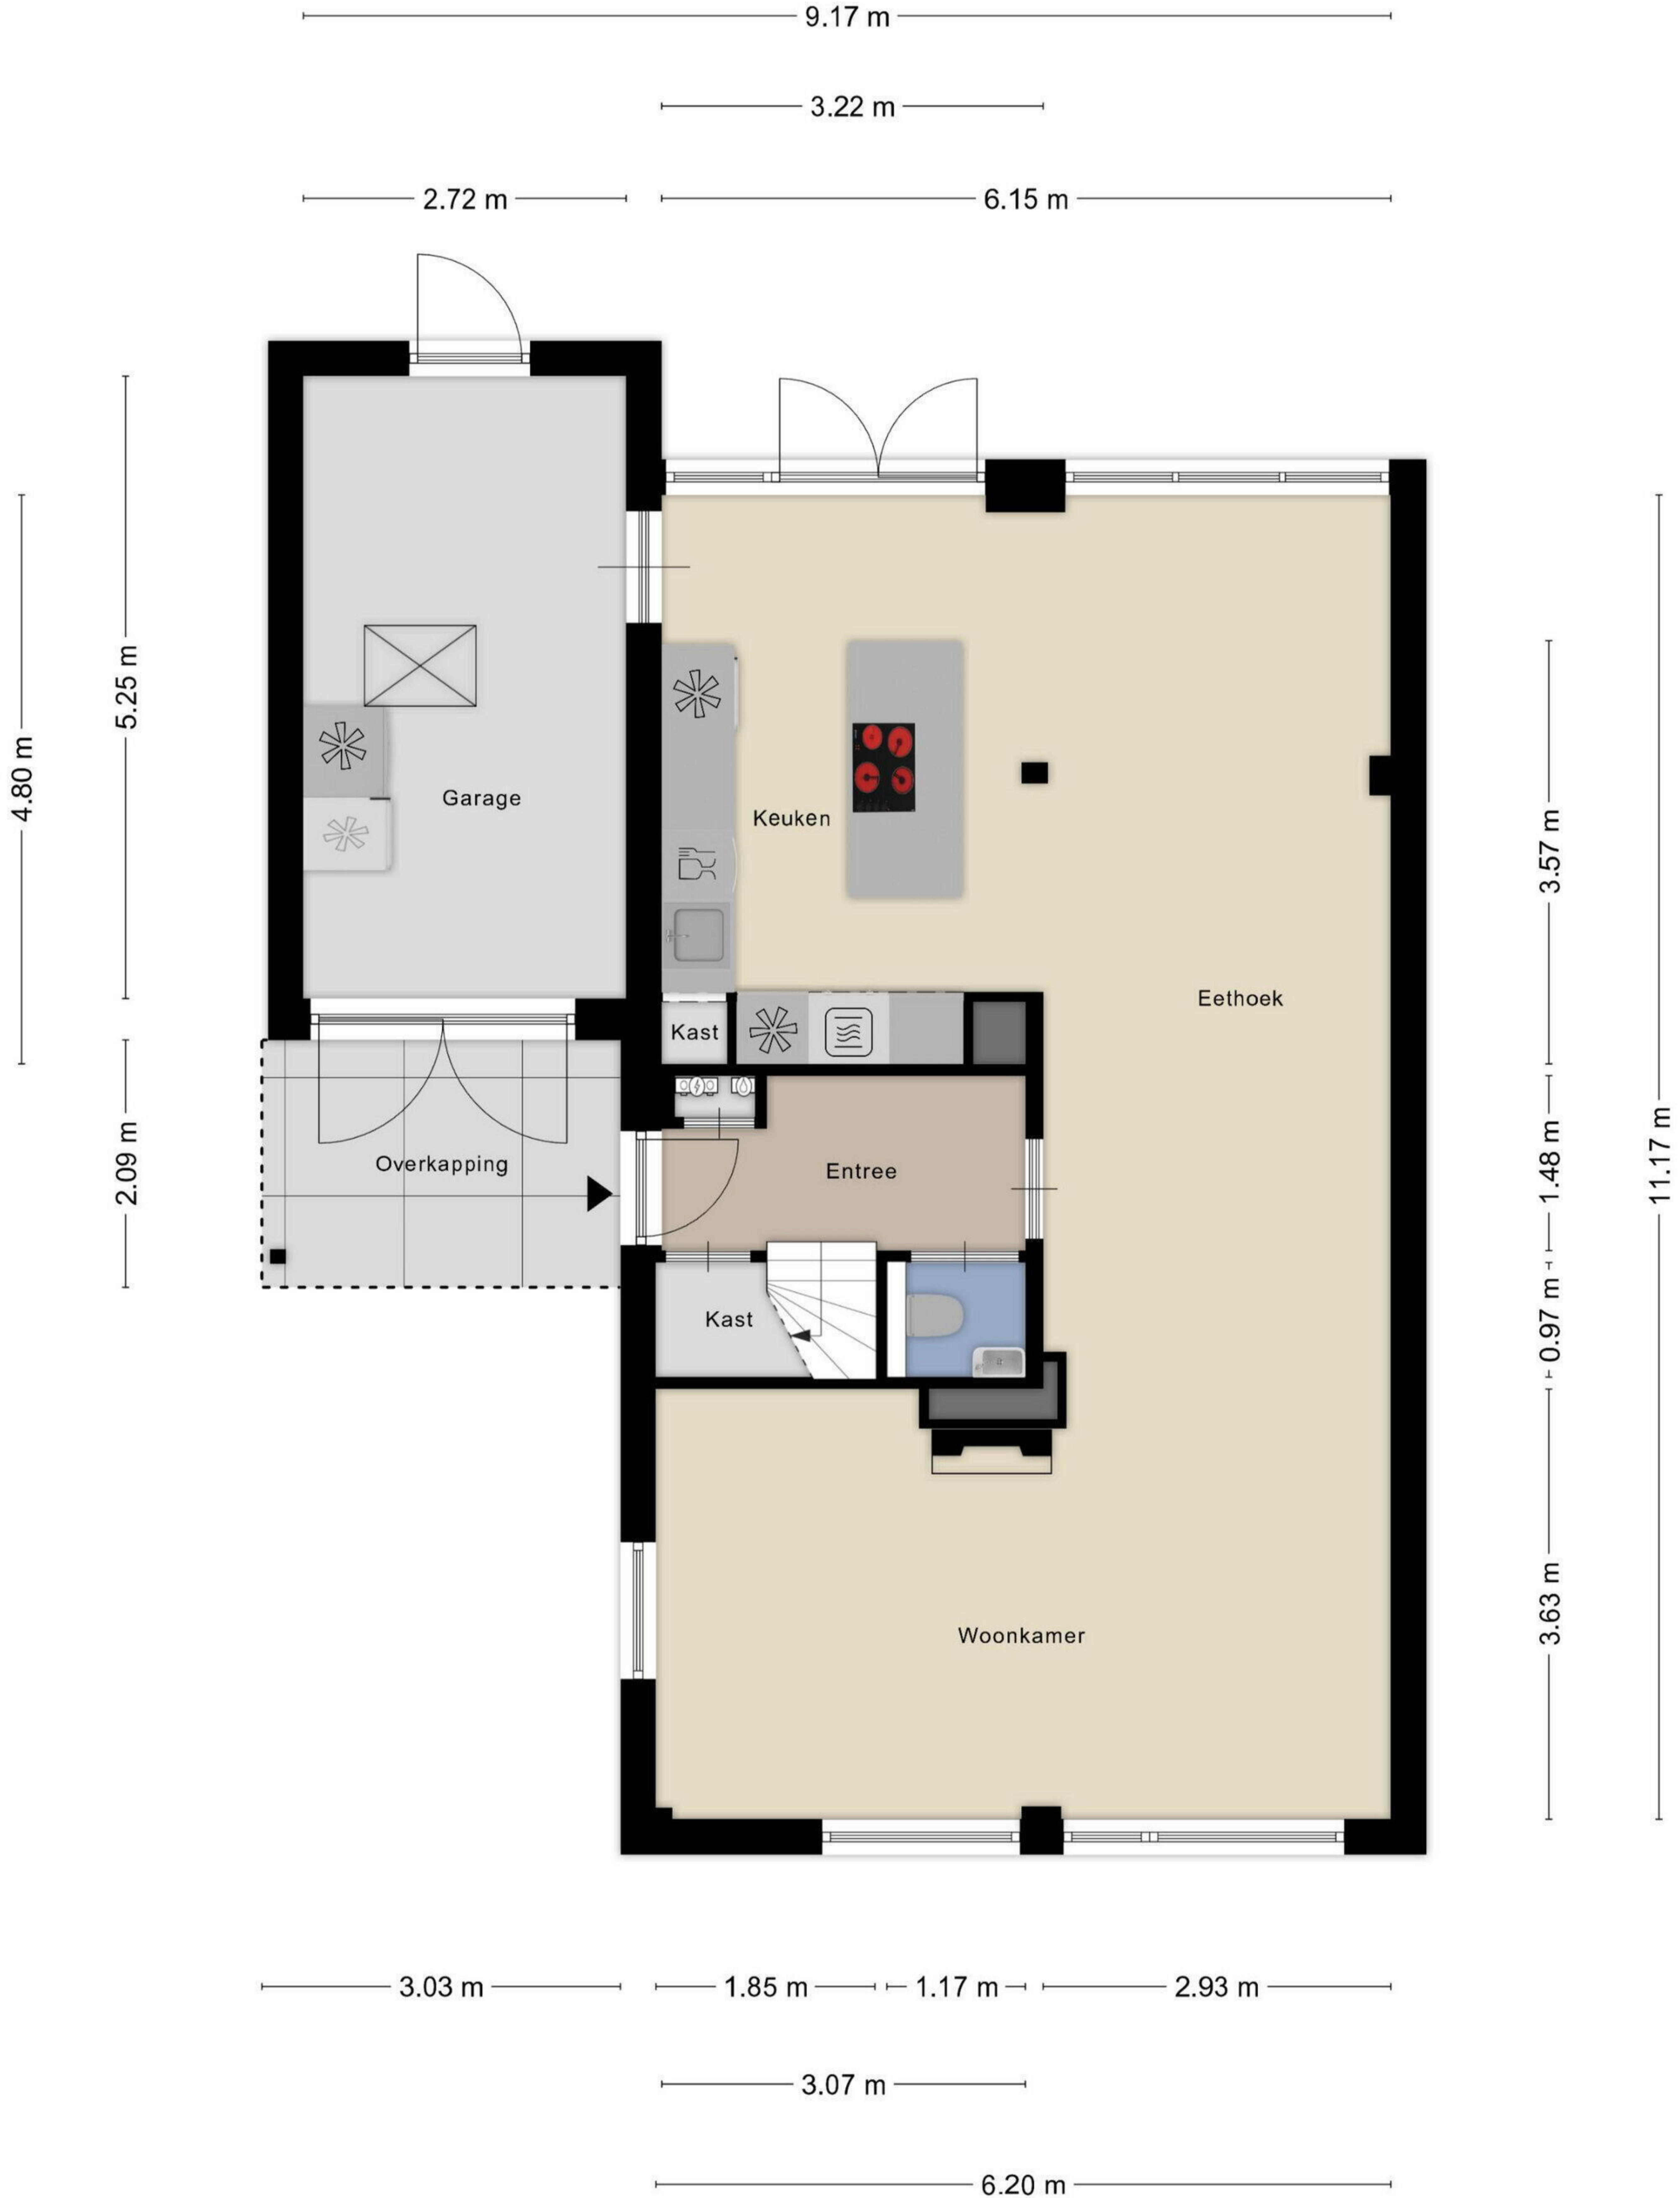 9.17 m
3.22 m
2.72 m
6.15 m
5.25 m
4.80 m
Garage
Keuken
3.57 m
Eethoek
Kast
2.09 m
Overkapping
Entree
1.48 m
11.17 m
Kast
0.97 m
3.63 m
Woonkamer
3.03 m
1.85 m
1.17 m
2.93 m
3.07 m
6.20 m